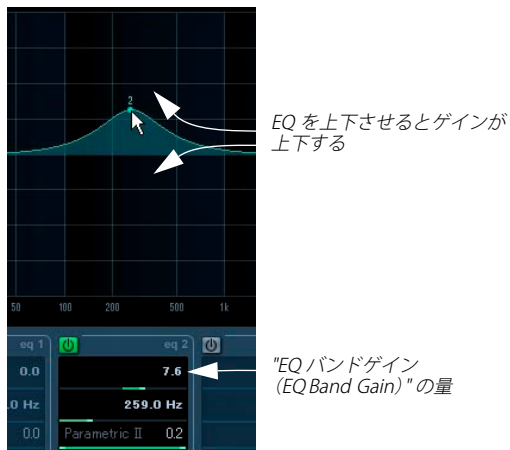 2
EQ を上下させるとゲインが
上下する
50 100 200 500 1k
eq 1 eq 2
0.0 7.6
.0 Hz 259.0 Hz
0.0 Parametric II 0.2
"EQ バンドゲイン
(EQ Band Gain)" の量